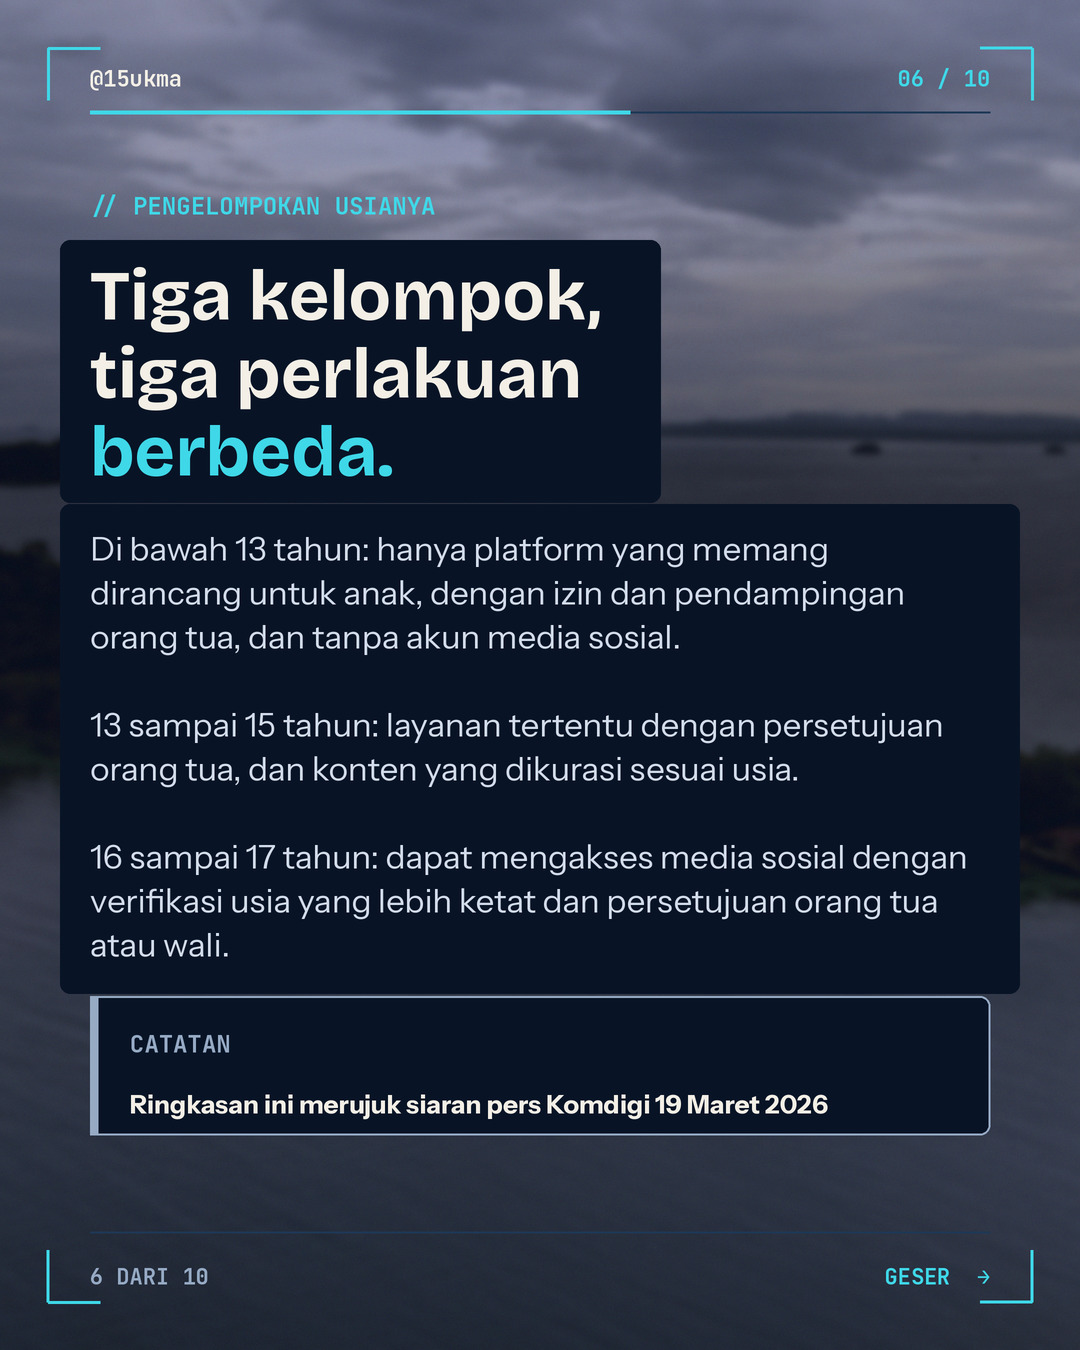 @15ukma
06 / 10
// PENGELOMPOKAN USIANYA
Tiga kelompok,
tiga perlakuan
berbeda.
Di bawah 13 tahun: hanya platform yang memang
dirancang untuk anak, dengan izin dan pendampingan
orang tua, dan tanpa akun media sosial.
13 sampai 15 tahun: layanan tertentu dengan persetujuan
orang tua, dan konten yang dikurasi sesuai usia.
16 sampai 17 tahun: dapat mengakses media sosial dengan
verifikasi usia yang lebih ketat dan persetujuan orang tua
atau wali.
CATATAN
Ringkasan ini merujuk siaran pers Komdigi 19 Maret 2026
6 DARI 10
GESER →